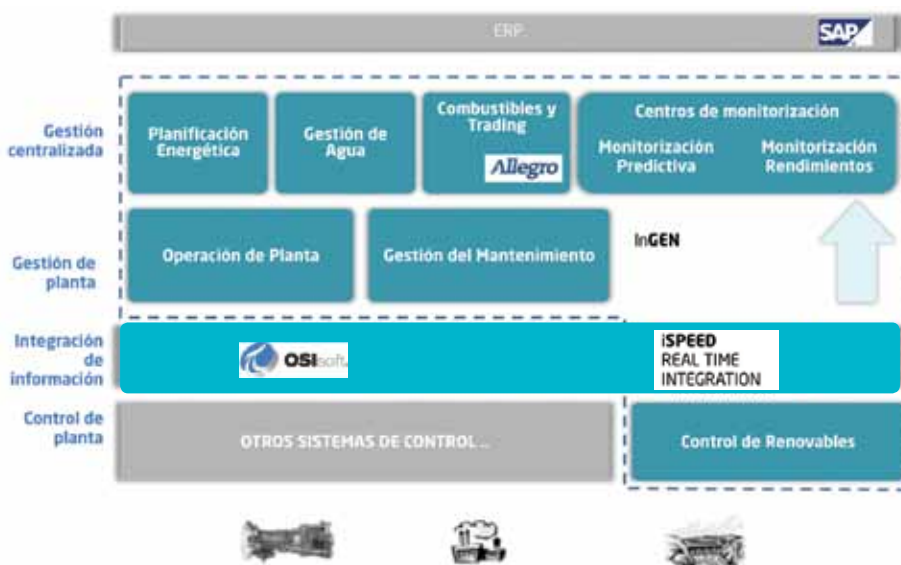 ERP
SAP
Gestión
centralizada
Planificación
Energética
Gestión de
Agua
Combustibles y
Trading
Allegro
Centros de monitorización
Monitorización
Predictiva
Monitorización
Rendimientos
Gestión de
planta
Operación de Planta
Gestión del Mantenimiento
InGEN
Integración
de
información
OSIsoft.
iSPEED
REAL TIME
INTEGRATION
Control de
planta
OTROS SISTEMAS DE CONTROL...
Control de Renovables